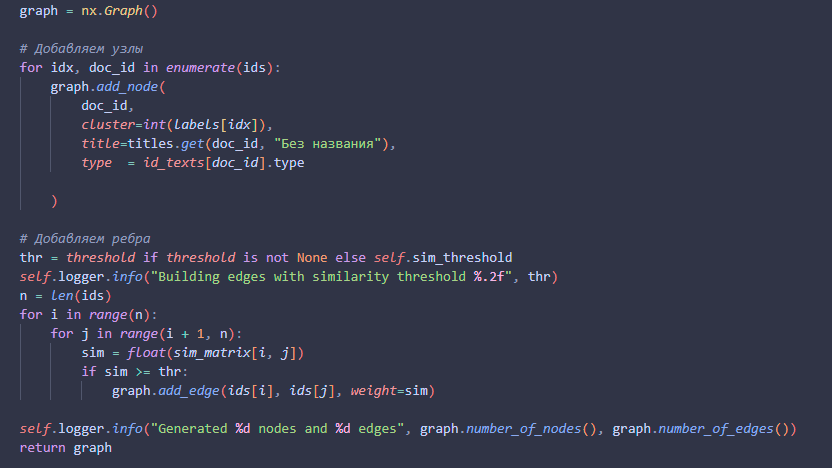 graph = nx.Graph()
# Добавляем узлы
for idx, doc_id in enumerate(ids):
    graph.add_node(
        doc_id,
        cluster=int(labels[idx]),
        title=titles.get(doc_id, "Без названия"),
        type  = id_texts[doc_id].type
    )
# Добавляем ребра
thr = threshold if threshold is not None else self.sim_threshold
self.logger.info("Building edges with similarity threshold %.2f", thr)
n = len(ids)
for i in range(n):
    for j in range(i + 1, n):
        sim = float(sim_matrix[i, j])
        if sim >= thr:
            graph.add_edge(ids[i], ids[j], weight=sim)
self.logger.info("Generated %d nodes and %d edges", graph.number_of_nodes(), graph.number_of_edges())
return graph